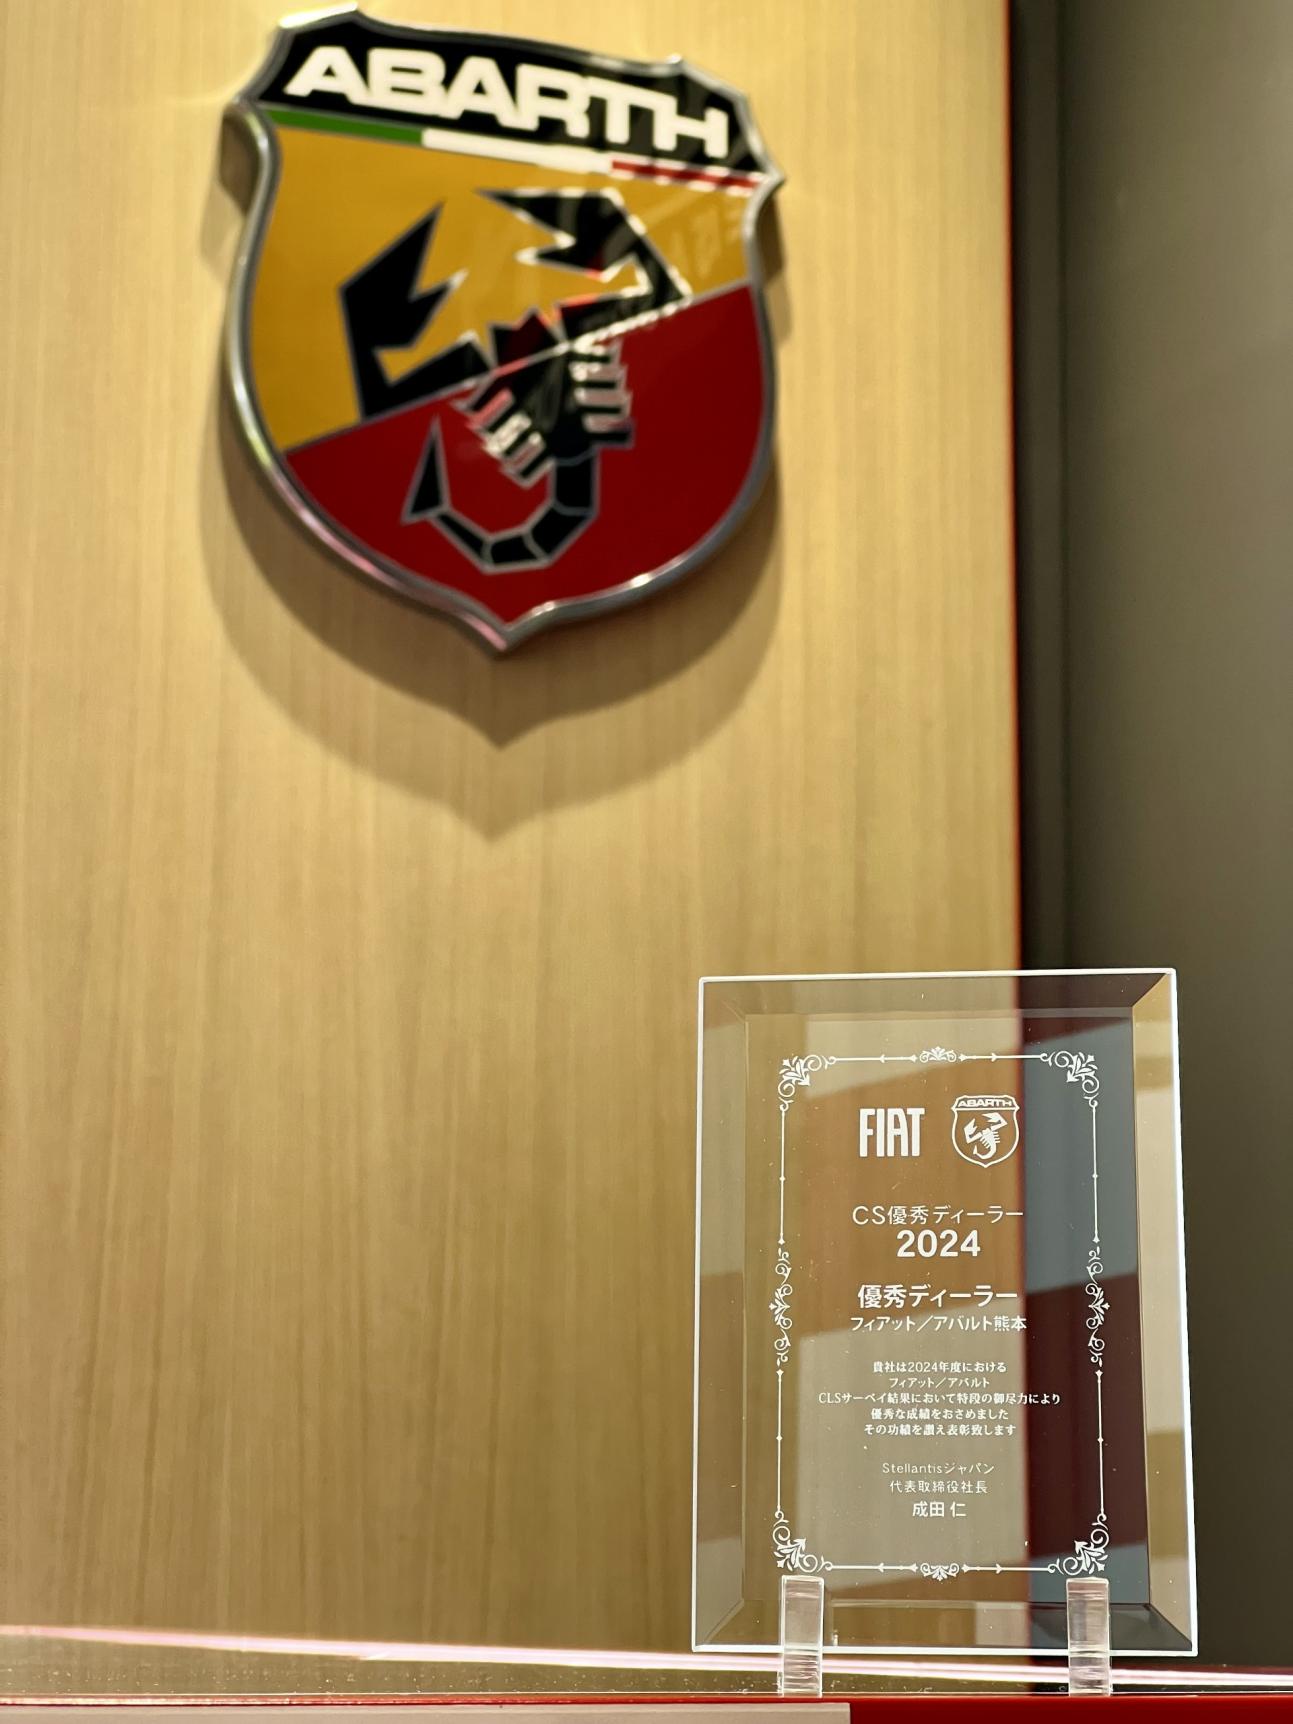 ABARTH
FIAT
ABARTH
CS優秀ディーラー
2024
優秀ディーラー
フィアット／アバルト熊本
貴社は2024年度における
フィアット／アバルト
CLSサーベイ結果において特段の御尽力により
優秀な成績をおさめました
その功績を讃え表彰致します
Stellantisジャパン
代表取締役社長
成田 仁